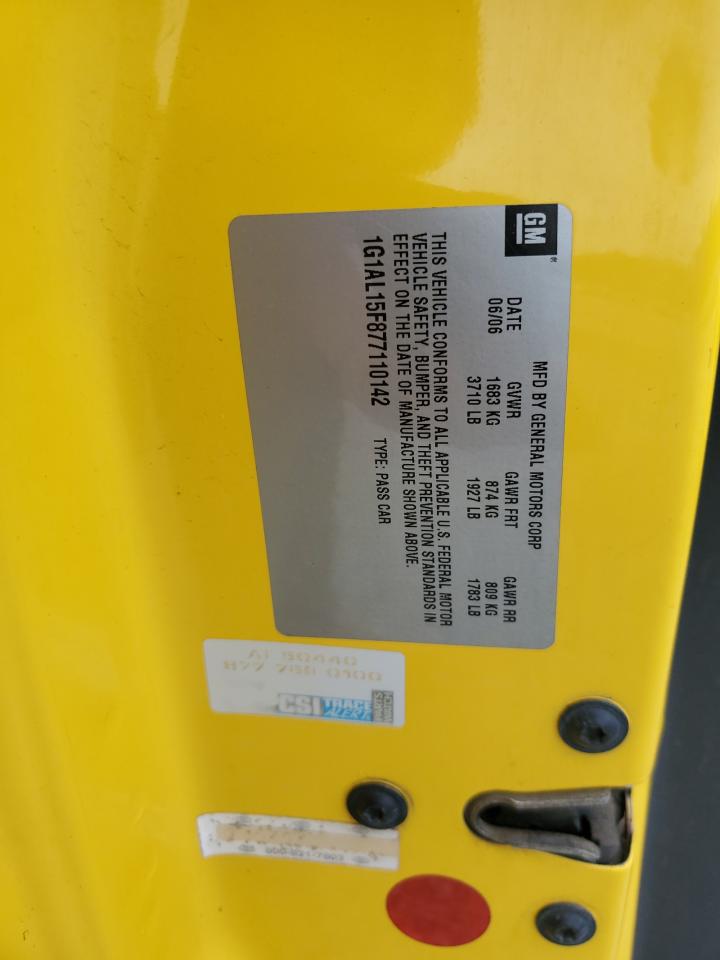 GM
MFD BY GENERAL MOTORS CORP
DATE GVWR GAWR FRT GAWR RR
06/06 1683 KG 874 KG 809 KG
3710 LB 1927 LB 1783 LB
THIS VEHICLE CONFORMS TO ALL APPLICABLE U.S. FEDERAL MOTOR
VEHICLE SAFETY, BUMPER, AND THEFT PREVENTION STANDARDS IN
EFFECT ON THE DATE OF MANUFACTURE SHOWN ABOVE.
1G1AL15F877110142 TYPE: PASS CAR
CSI TRACE
ALERT
50440